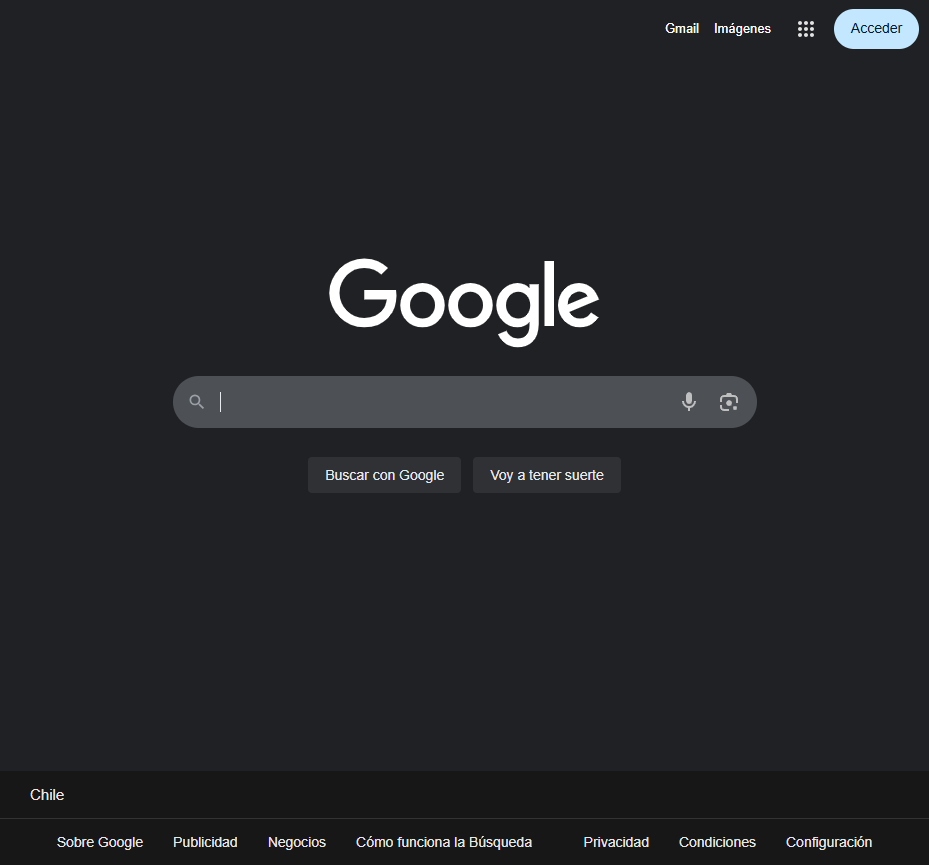 Gmail Imágenes Acceder
Google
Buscar con Google Voy a tener suerte
Chile
Sobre Google Publicidad Negocios Cómo funciona la Búsqueda Privacidad Condiciones Configuración